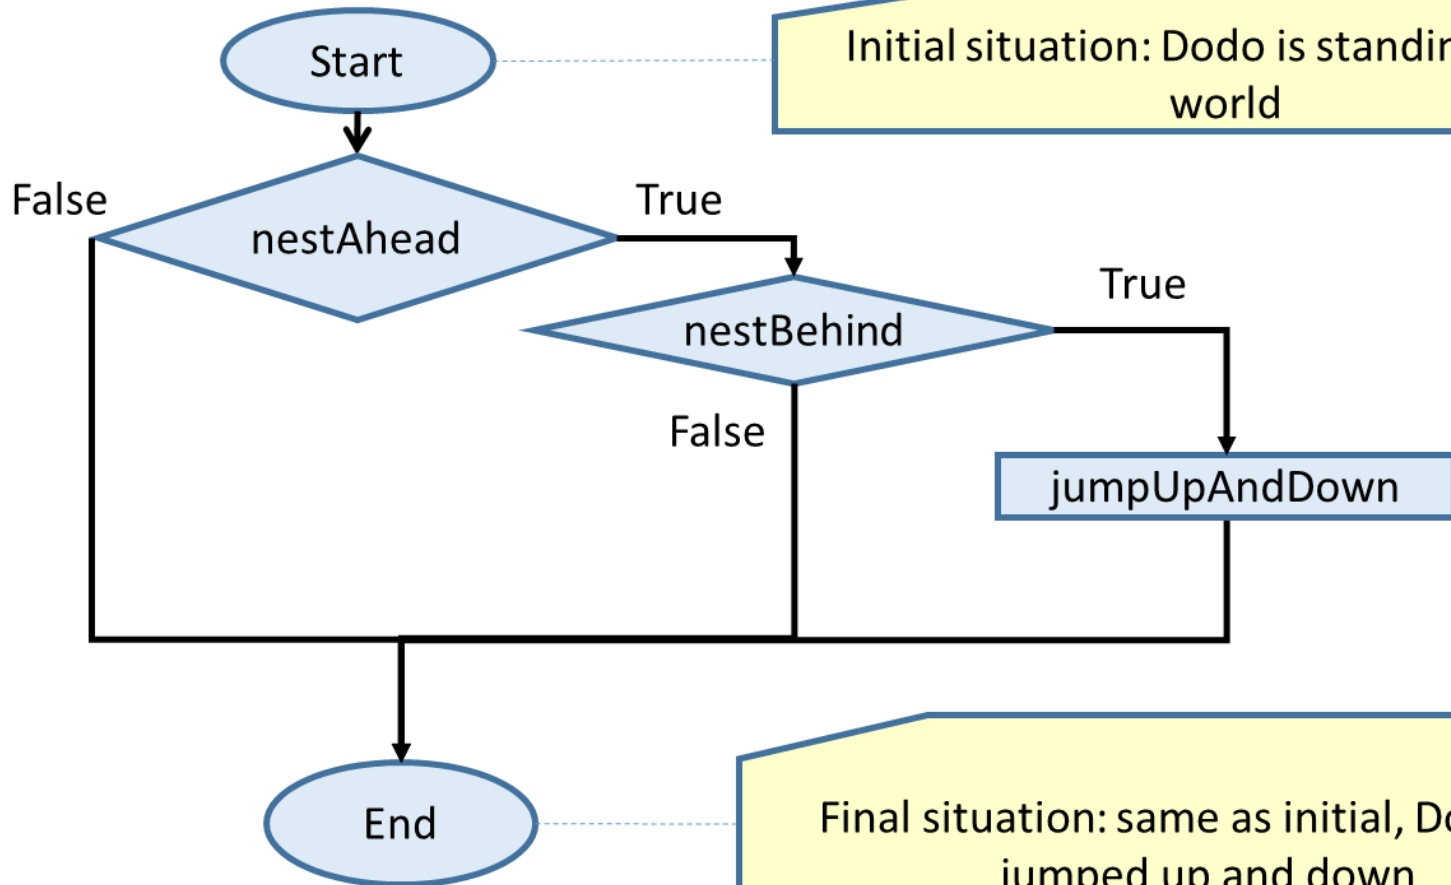 Start
Initial situation: Dodo is
world
False
True
nestAhead
True
nestBehind
False
jumpUpAndDown
End
Final situation: same as initial,
jumped up and down